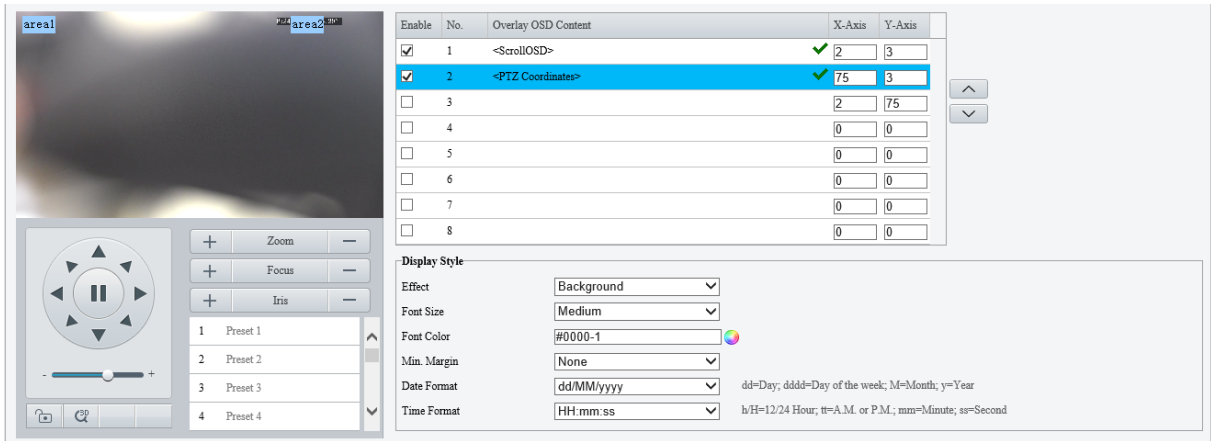 area1 area2
Enable No. Overlay OSD Content X-Axis Y-Axis
1 <ScrollOSD> 2 3
2 <PTZ Coordinates> 75 3
3 2 75
4 0 0
5 0 0
6 0 0
7 0 0
8 0 0
Zoom
Focus
Iris
1 Preset 1
2 Preset 2
3 Preset 3
4 Preset 4
- +
3D
Display Style
Effect Background
Font Size Medium
Font Color #0000-1
Min. Margin None
Date Format dd/MM/yyyy dd=Day; dddd=Day of the week; M=Month; y=Year
Time Format HH:mm:ss h/H=12/24 Hour; tt=A.M. or P.M.; mm=Minute; ss=Second